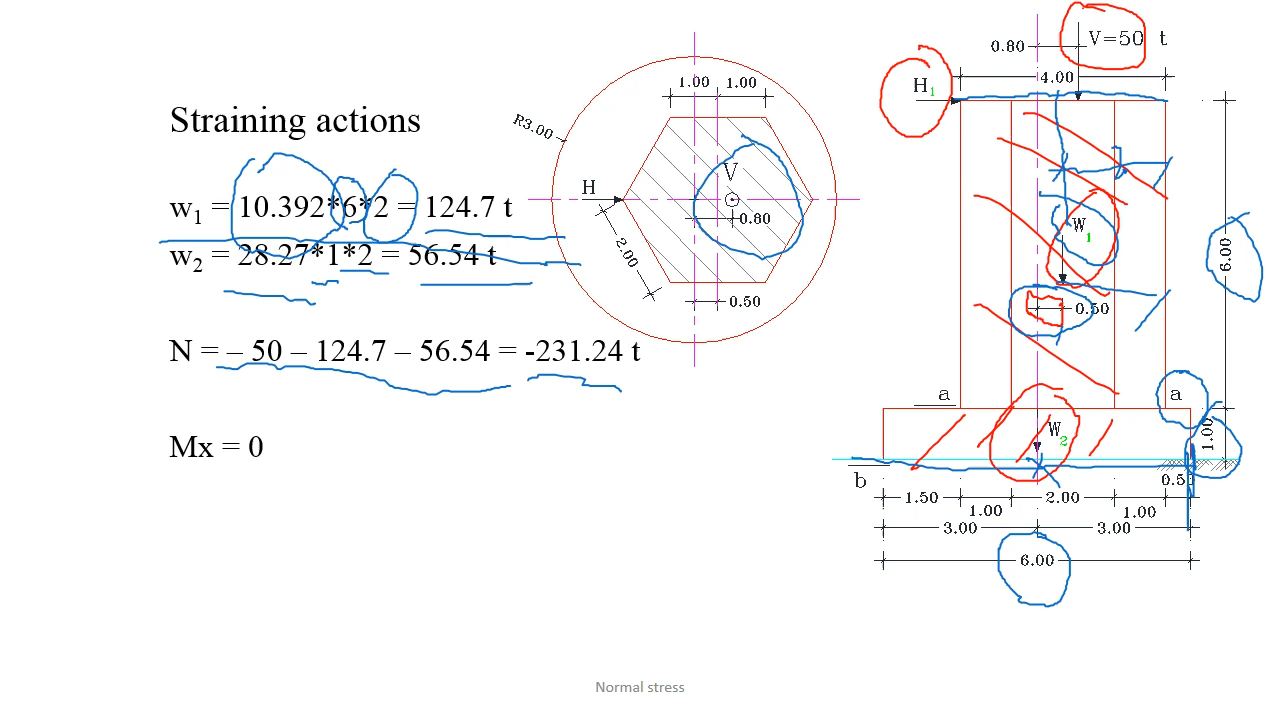 Straining actions
w1 = 10.392*6*2 = 124.7 t
w2 = 28.27*1*2 = 56.54 t
N = – 50 – 124.7 – 56.54 = -231.24 t
Mx = 0
1.00 1.00
R3.00
H
V
0.80
2.00
0.50
0.80
V=50 t
4.00
H1
W1
6.00
0.50
a a
W2
1.00
b
0.5
1.50 2.00
1.00 1.00
3.00 3.00
6.00
Normal stress